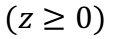 (z ≥ 0)